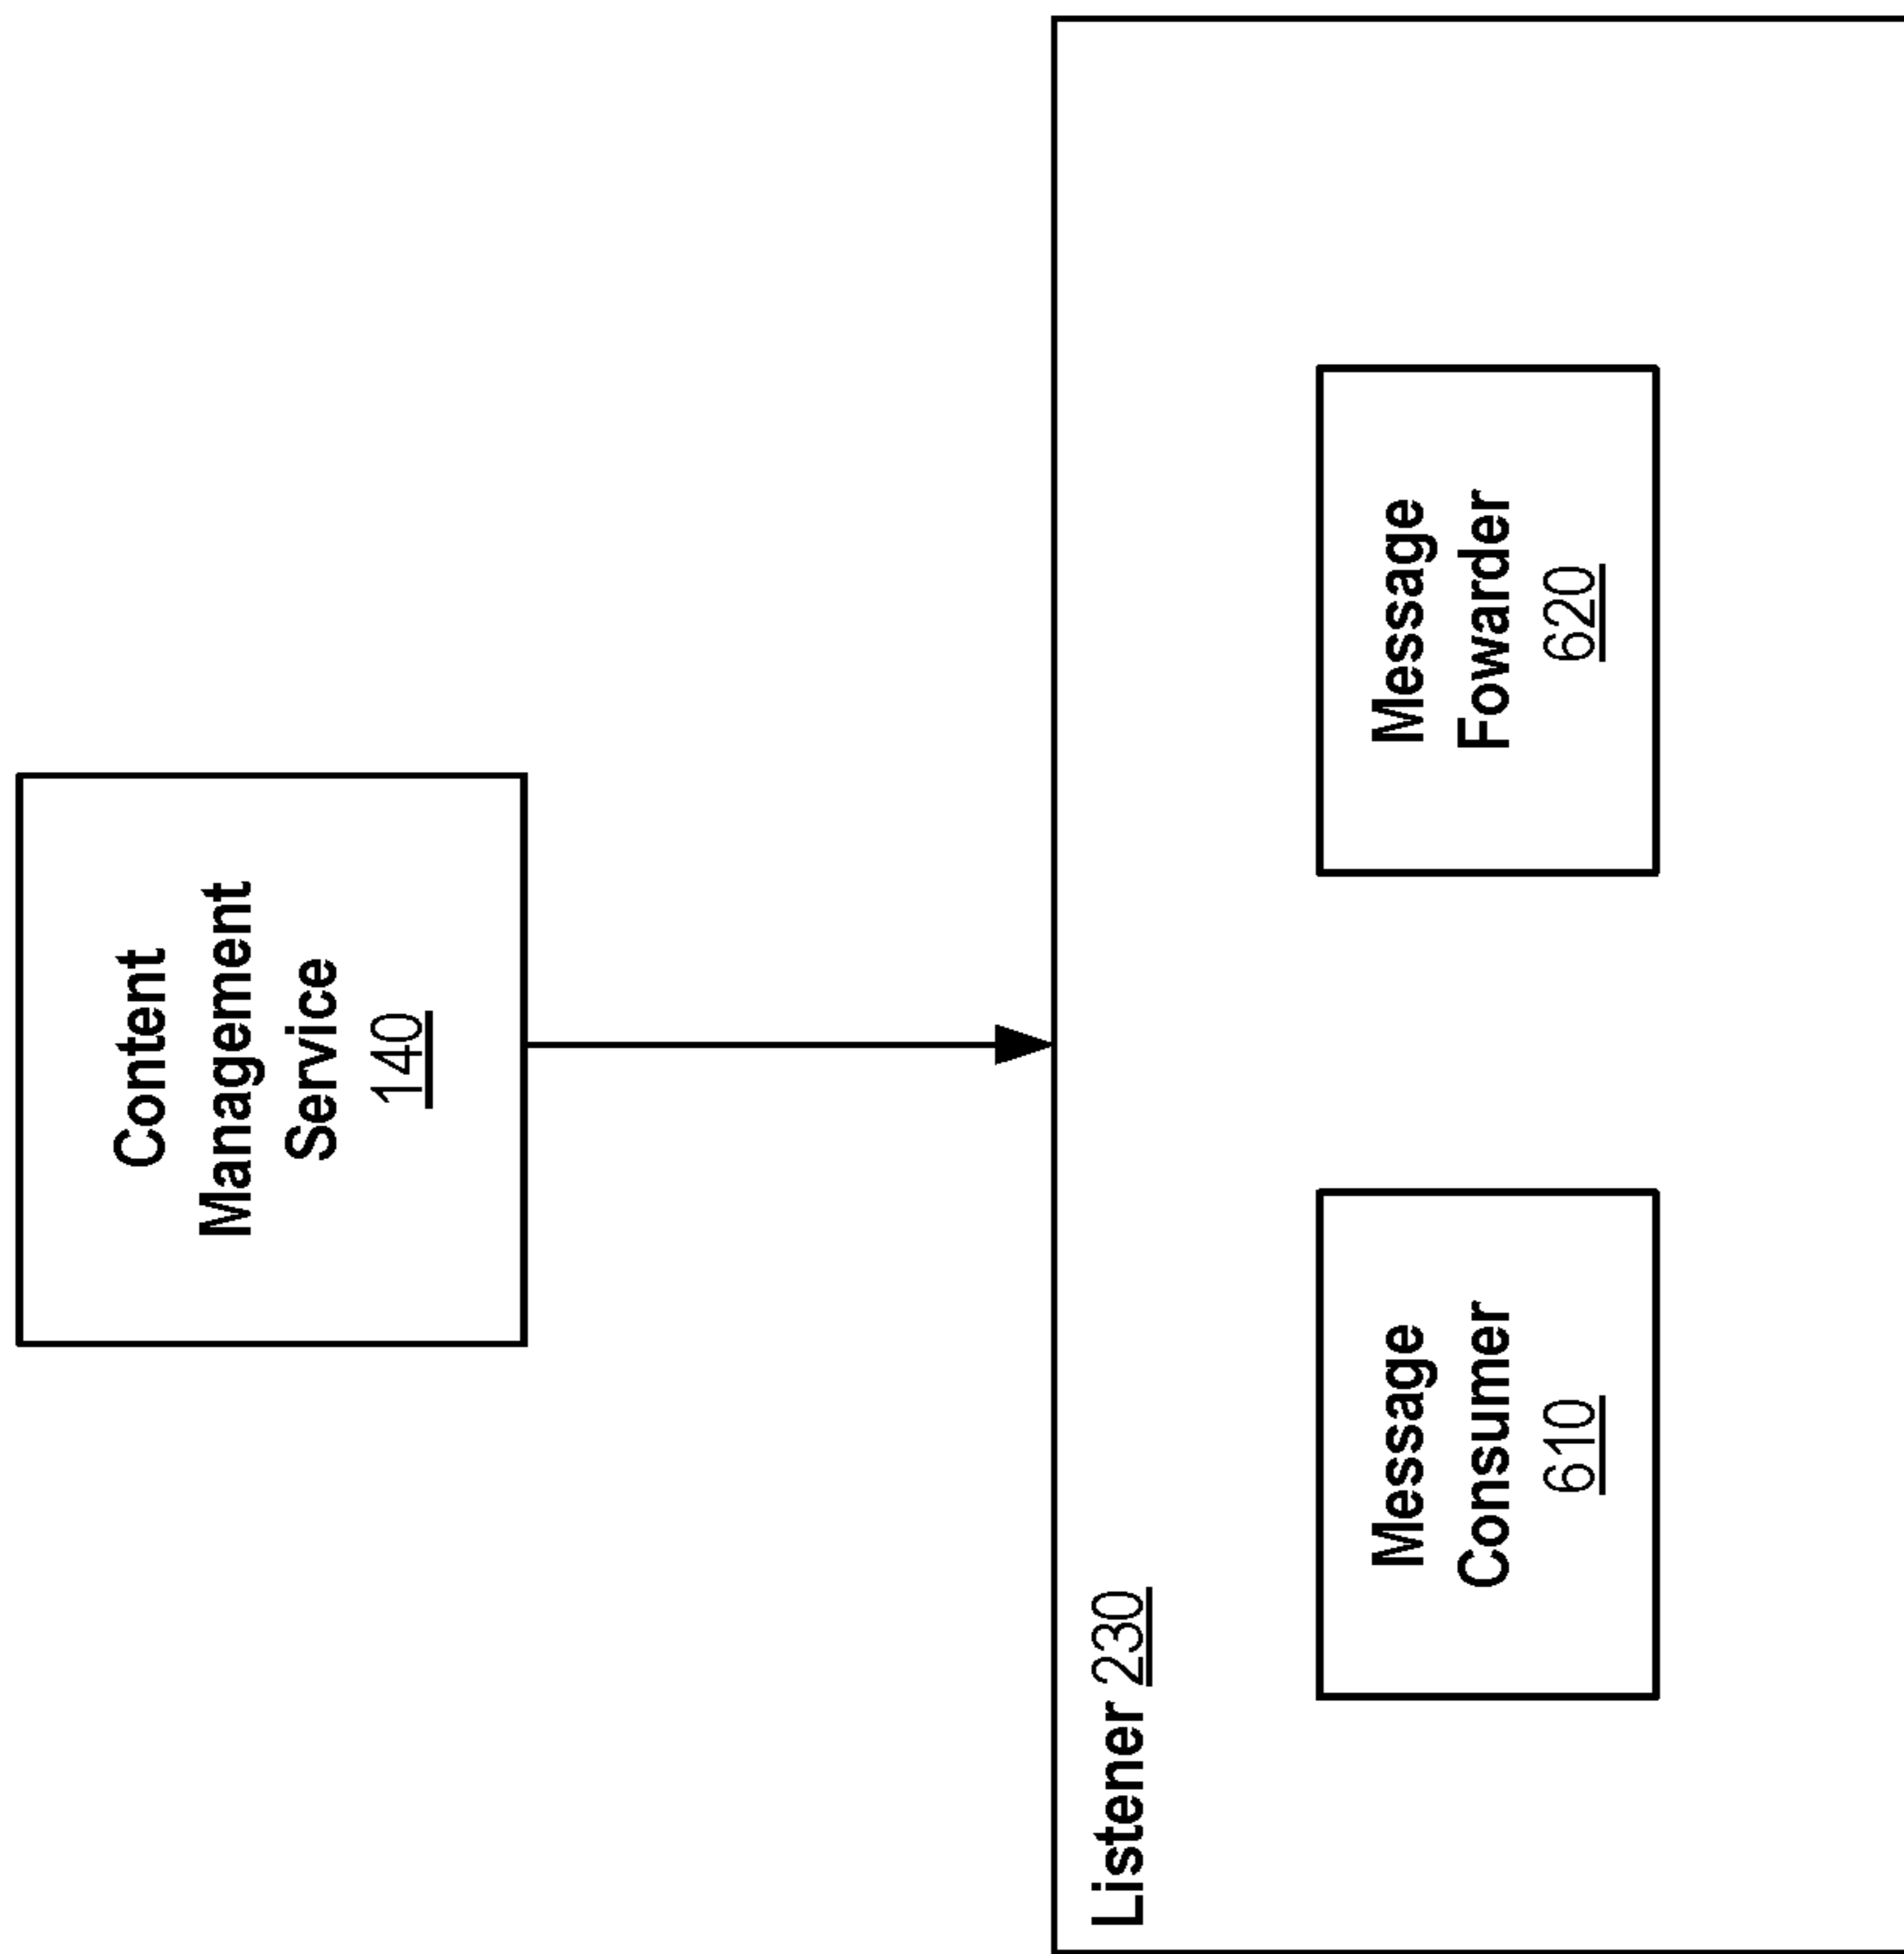 Content
Management
Service
140
Listener 230
Message
Consumer
610
Message
Fowarder
620